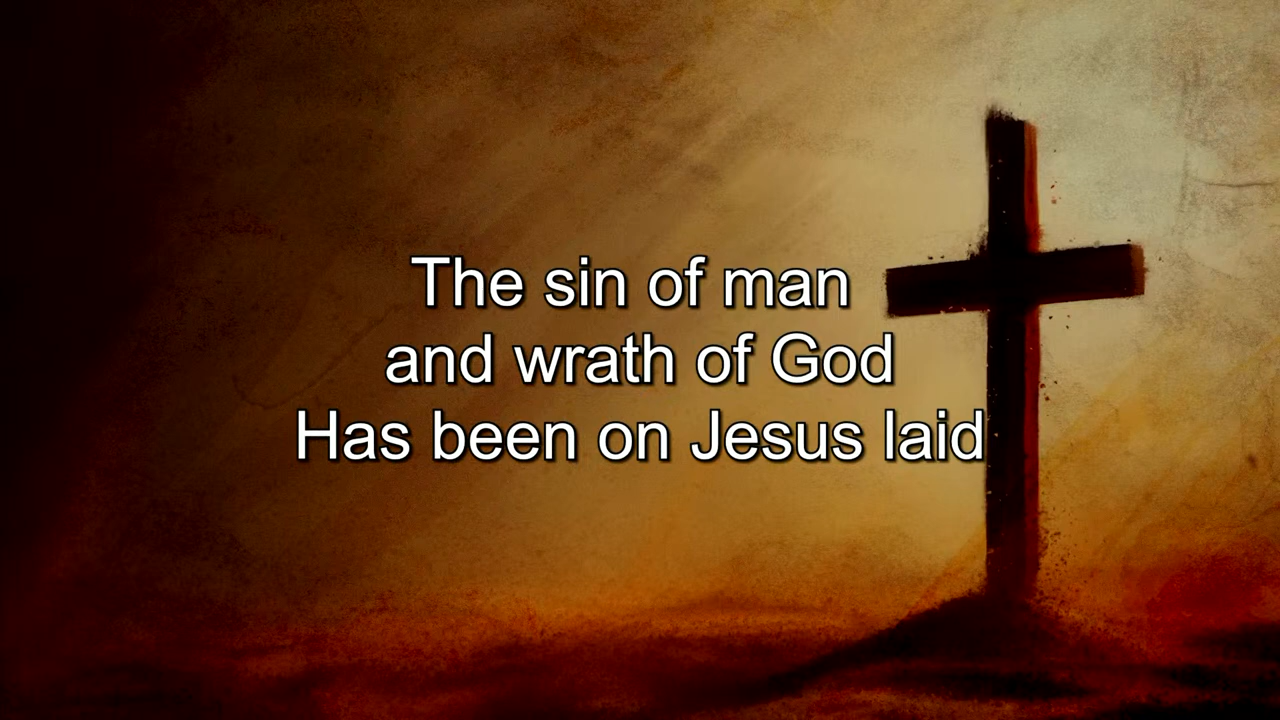 The sin of man
and wrath of God
Has been on Jesus laid